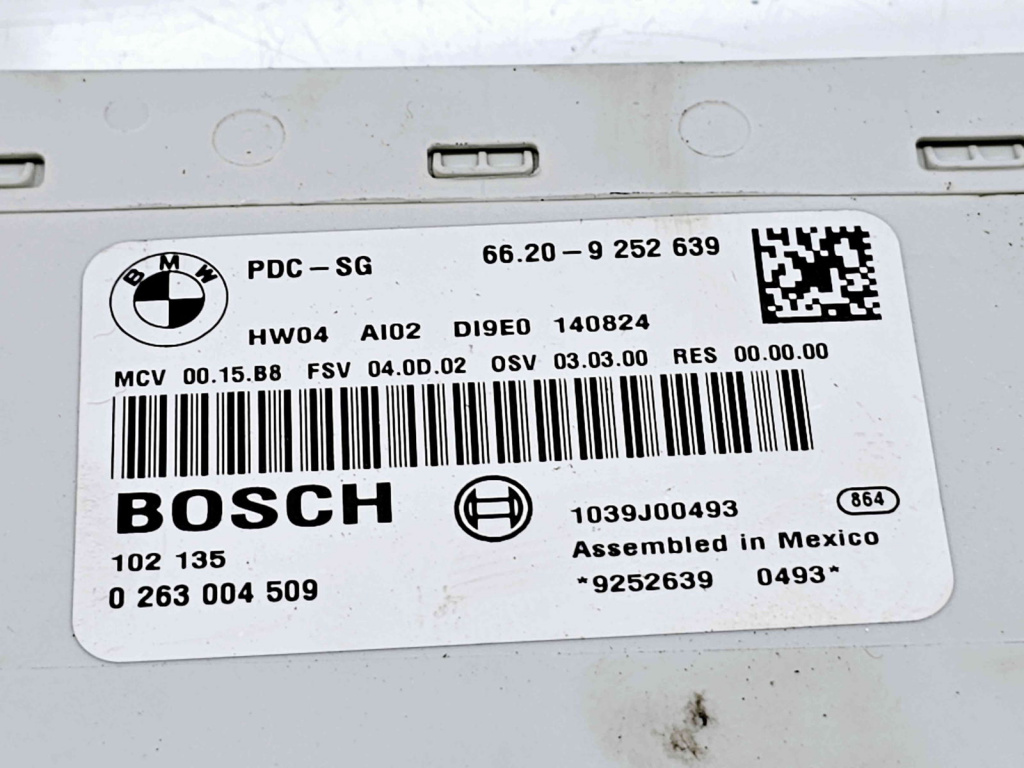 BMW
PDC-SG 66.20-9 252 639
HW04 AI02 DI9E0 140824
MCV 00.15.B8 FSV 04.0D.02 OSV 03.03.00 RES 00.00.00
BOSCH
1039J00493 864
102 135 Assembled in Mexico
0 263 004 509 *9252639 0493*